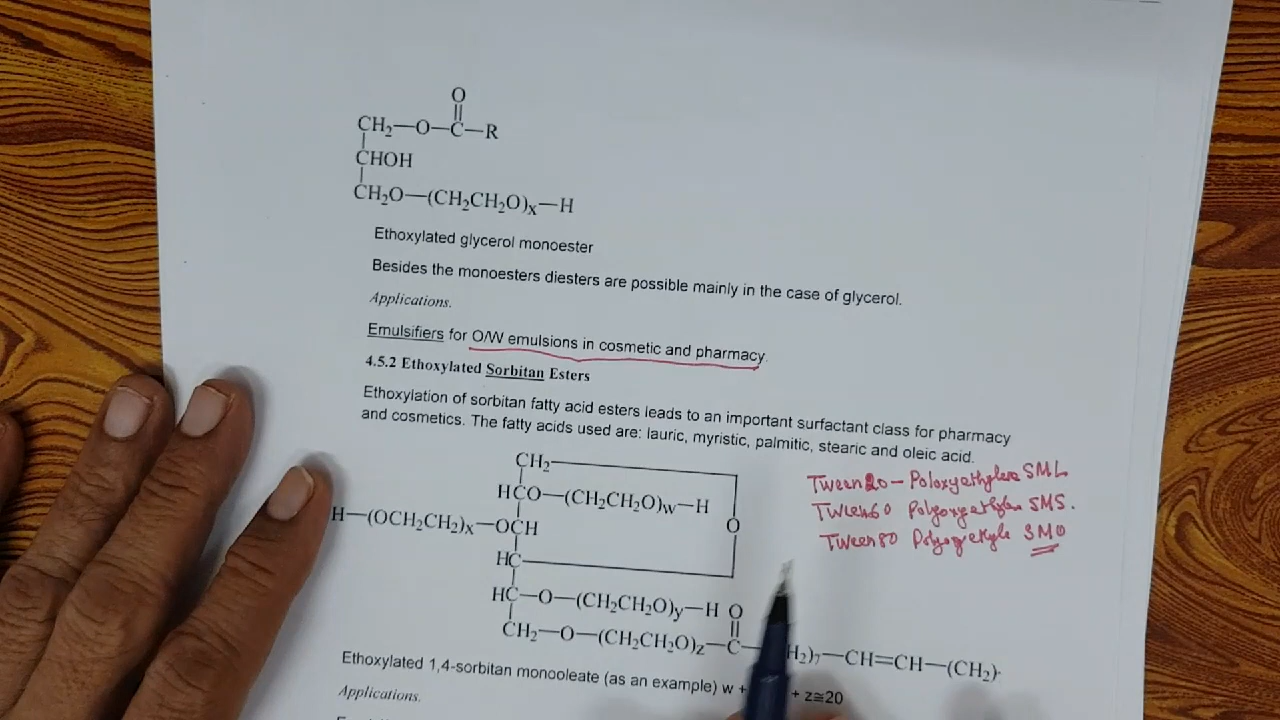 O
||
CH₂—O—C—R
|
CHOH
|
CH₂O—(CH₂CH₂O)ₓ—H
Ethoxylated glycerol monoester
Besides the monoesters diesters are possible mainly in the case of glycerol.
Applications.
Emulsifiers for O/W emulsions in cosmetic and pharmacy.
4.5.2 Ethoxylated Sorbitan Esters
Ethoxylation of sorbitan fatty acid esters leads to an important surfactant class for pharmacy
and cosmetics. The fatty acids used are: lauric, myristic, palmitic, stearic and oleic acid.
CH₂
HCO—(CH₂CH₂O)w—H
O
H—(OCH₂CH₂)ₓ—OCH
HC
HC—O—(CH₂CH₂O)y—H O
CH₂—O—(CH₂CH₂O)z—C— H₂)₇—CH=CH—(CH₂)
Tween 20 - Poloxyethylene SML
Tween 60 Polyoxyethylene SMS.
Tween 80 SMO
Ethoxylated 1,4-sorbitan monooleate (as an example) w + + z≅20
Applications.